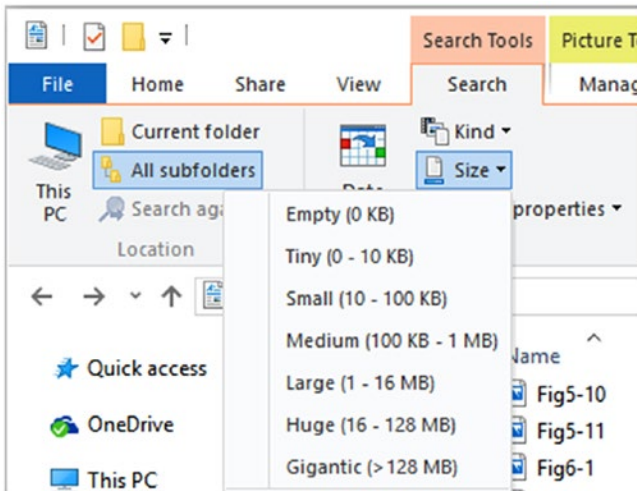 Search Tools Picture
File Home Share View Search
Current folder Kind
All subfolders Size
This PC
Search properties
Location
Empty (0 KB)
Tiny (0 - 10 KB)
Small (10 - 100 KB)
Medium (100 KB - 1 MB)
Large (1 - 16 MB)
Huge (16 - 128 MB)
Gigantic (>128 MB)
Quick access
OneDrive
This PC
Name
Fig5-10
Fig5-11
Fig6-1